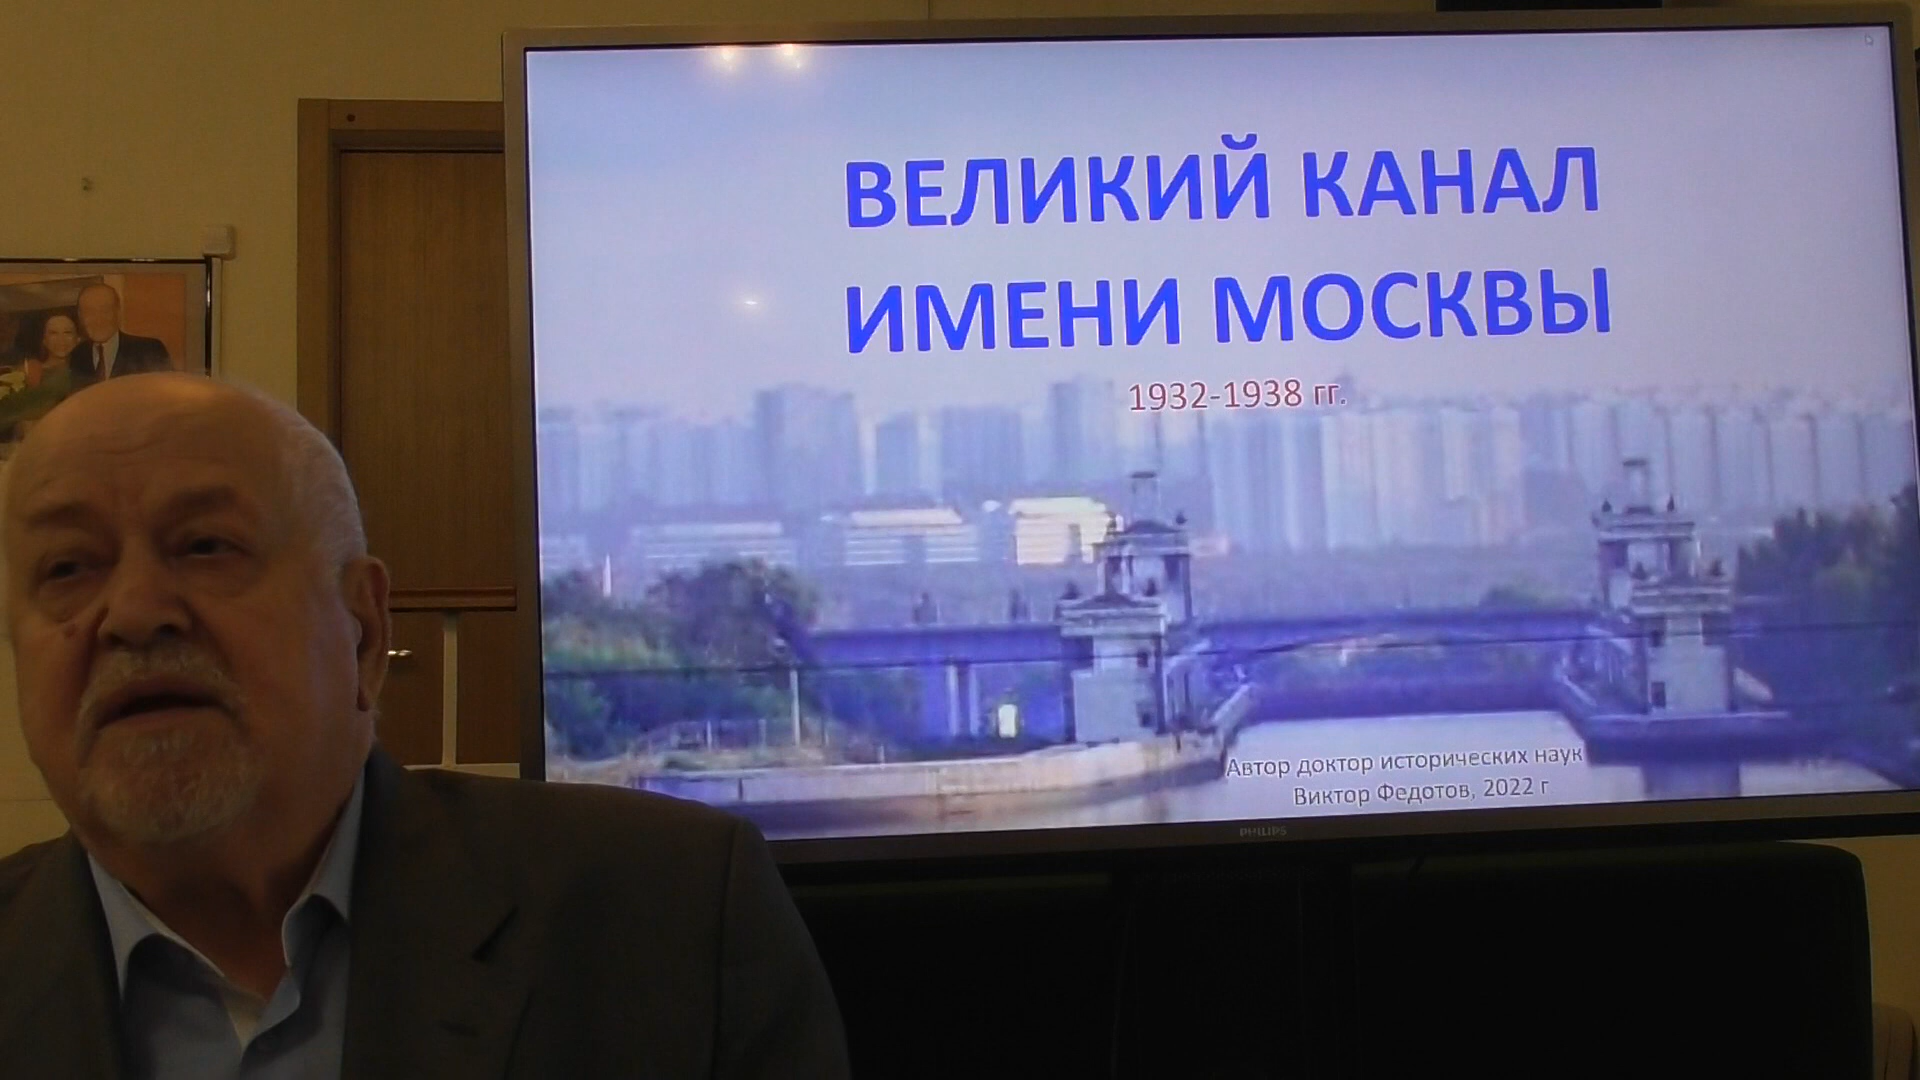 ВЕЛИКИЙ КАНАЛ
ИМЕНИ МОСКВЫ
1932-1938 гг.
Автор доктор исторических наук
Виктор Федотов, 2022 г
PHILIPS